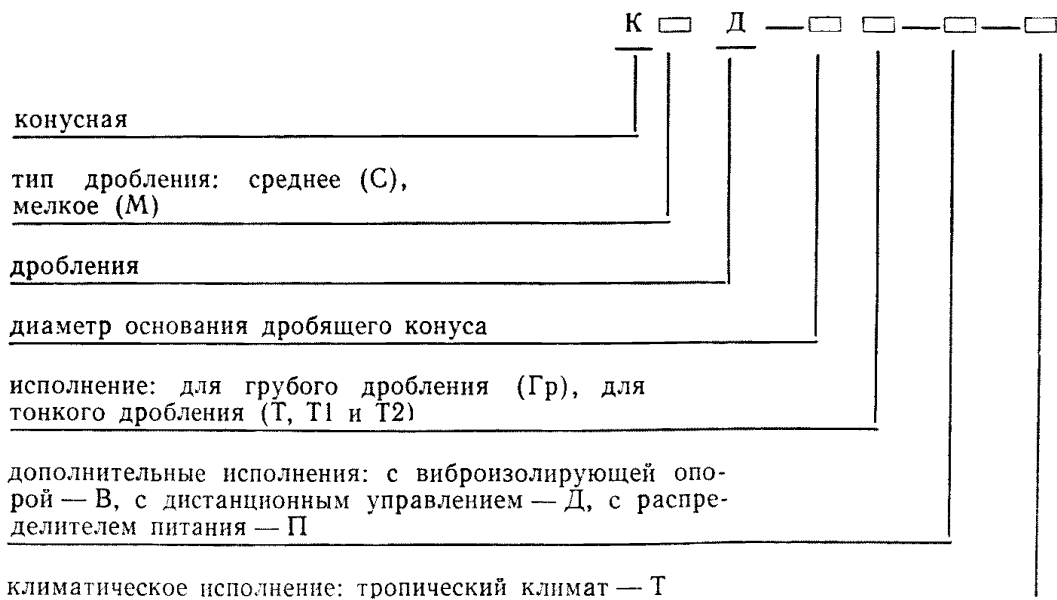 К □ Д — □ □ — □ — □
конусная
тип дробления: среднее (С),
мелкое (М)
дробления
диаметр основания дробящего конуса
исполнение: для грубого дробления (Гр), для
тонкого дробления (Т, Т1 и Т2)
дополнительные исполнения: с виброизолирующей опо-
рой — В, с дистанционным управлением — Д, с распре-
делителем питания — П
климатическое исполнение: тропический климат — Т